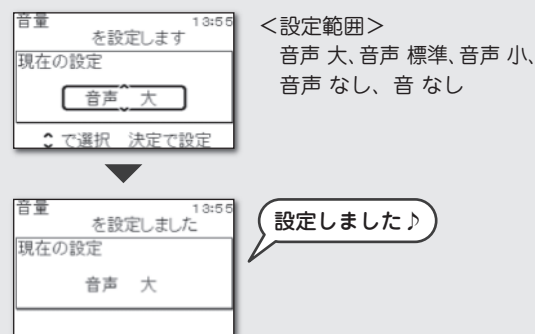 音量 13:55
を設定します
現在の設定
音声 大
で選択 決定で設定
＜設定範囲＞
音声 大、音声 標準、音声 小、
音声 なし、音 なし
音量 13:55
を設定しました
現在の設定
音声 大
設定しました♪